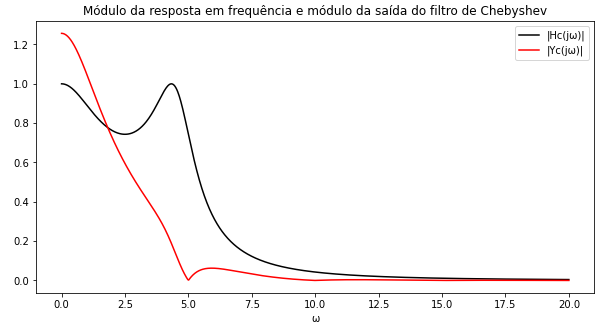 Módulo da resposta em frequência e módulo da saída do filtro de Chebyshev
|Hc(jω)|
|Yc(jω)|
1.2
1.0
0.8
0.6
0.4
0.2
0.0
0.0 2.5 5.0 7.5 10.0 12.5 15.0 17.5 20.0
ω